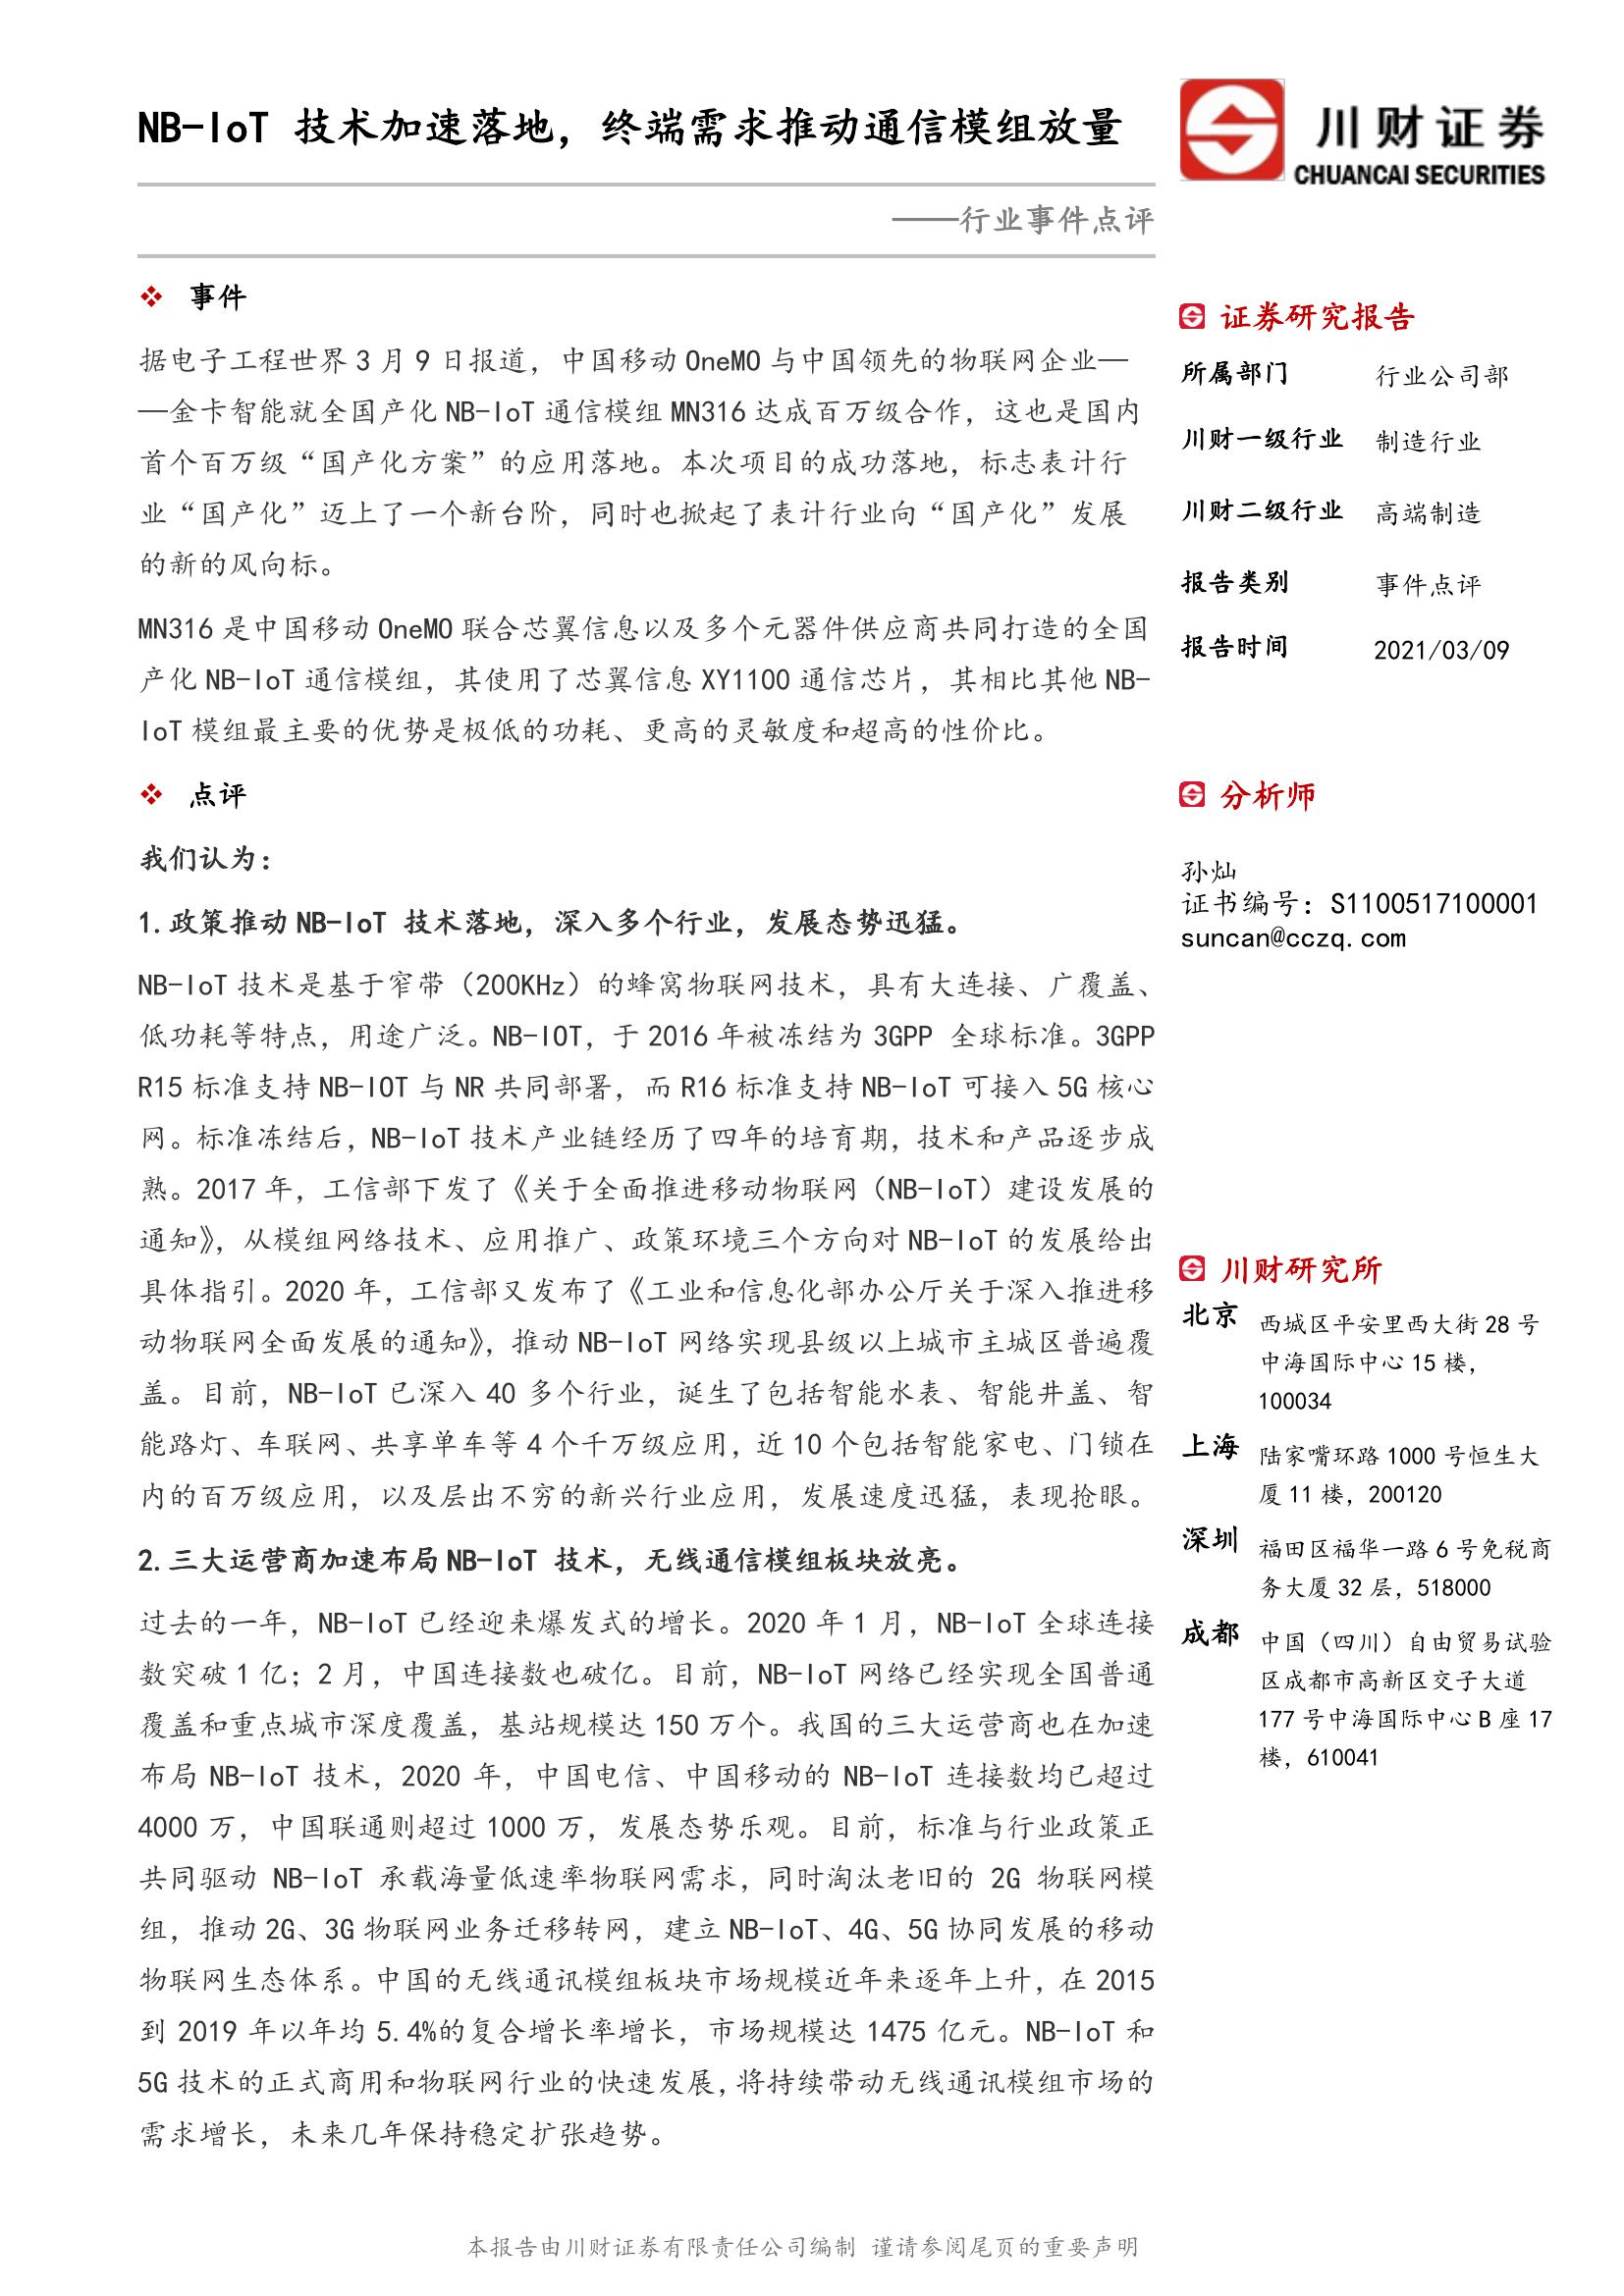 NB-IoT 技术加速落地，终端需求推动通信模组放量
川财证券
CHUANCAI SECURITIES
——行业事件点评
❖ 事件
据电子工程世界 3 月 9 日报道，中国移动 OneMO 与中国领先的物联网企业—
—金卡智能就全国产化 NB-IoT 通信模组 MN316 达成百万级合作，这也是国内
首个百万级“国产化方案”的应用落地。本次项目的成功落地，标志表计行
业“国产化”迈上了一个新台阶，同时也掀起了表计行业向“国产化”发展
的新的风向标。
MN316 是中国移动 OneMO 联合芯翼信息以及多个元器件供应商共同打造的全国
产化 NB-IoT 通信模组，其使用了芯翼信息 XY1100 通信芯片，其相比其他 NB-
IoT 模组最主要的优势是极低的功耗、更高的灵敏度和超高的性价比。
❖ 点评
我们认为：
1.政策推动 NB-IoT 技术落地，深入多个行业，发展态势迅猛。
NB-IoT 技术是基于窄带（200KHz）的蜂窝物联网技术，具有大连接、广覆盖、
低功耗等特点，用途广泛。NB-IOT，于 2016 年被冻结为 3GPP 全球标准。3GPP
R15 标准支持 NB-IOT 与 NR 共同部署，而 R16 标准支持 NB-IoT 可接入 5G 核心
网。标准冻结后，NB-IoT 技术产业链经历了四年的培育期，技术和产品逐步成
熟。2017 年，工信部下发了《关于全面推进移动物联网（NB-IoT）建设发展的
通知》，从模组网络技术、应用推广、政策环境三个方向对 NB-IoT 的发展给出
具体指引。2020 年，工信部又发布了《工业和信息化部办公厅关于深入推进移
动物联网全面发展的通知》，推动 NB-IoT 网络实现县级以上城市主城区普遍覆
盖。目前，NB-IoT 已深入 40 多个行业，诞生了包括智能水表、智能井盖、智
能路灯、车联网、共享单车等 4 个千万级应用，近 10 个包括智能家电、门锁在
内的百万级应用，以及层出不穷的新兴行业应用，发展速度迅猛，表现抢眼。
2.三大运营商加速布局 NB-IoT 技术，无线通信模组板块放亮。
过去的一年，NB-IoT 已经迎来爆发式的增长。2020 年 1 月，NB-IoT 全球连接
数突破 1 亿；2 月，中国连接数也破亿。目前，NB-IoT 网络已经实现全国普通
覆盖和重点城市深度覆盖，基站规模达 150 万个。我国的三大运营商也在加速
布局 NB-IoT 技术，2020 年，中国电信、中国移动的 NB-IoT 连接数均已超过
4000 万，中国联通则超过 1000 万，发展态势乐观。目前，标准与行业政策正
共同驱动 NB-IoT 承载海量低速率物联网需求，同时淘汰老旧的 2G 物联网模
组，推动 2G、3G 物联网业务迁移转网，建立 NB-IoT、4G、5G 协同发展的移动
物联网生态体系。中国的无线通讯模组板块市场规模近年来逐年上升，在 2015
到 2019 年以年均 5.4%的复合增长率增长，市场规模达 1475 亿元。NB-IoT 和
5G 技术的正式商用和物联网行业的快速发展，将持续带动无线通讯模组市场的
需求增长，未来几年保持稳定扩张趋势。
证券研究报告
所属部门 行业公司部
川财一级行业 制造行业
川财二级行业 高端制造
报告类别 事件点评
报告时间 2021/03/09
分析师
孙灿
证书编号：S1100517100001
suncan@cczq.com
川财研究所
北京 西城区平安里西大街 28 号
中海国际中心 15 楼，
100034
上海 陆家嘴环路 1000 号恒生大
厦 11 楼，200120
深圳 福田区福华一路 6 号免税商
务大厦 32 层，518000
成都 中国（四川）自由贸易试验
区成都市高新区交子大道
177 号中海国际中心 B 座 17
楼，610041
本报告由川财证券有限责任公司编制 谨请参阅尾页的重要声明